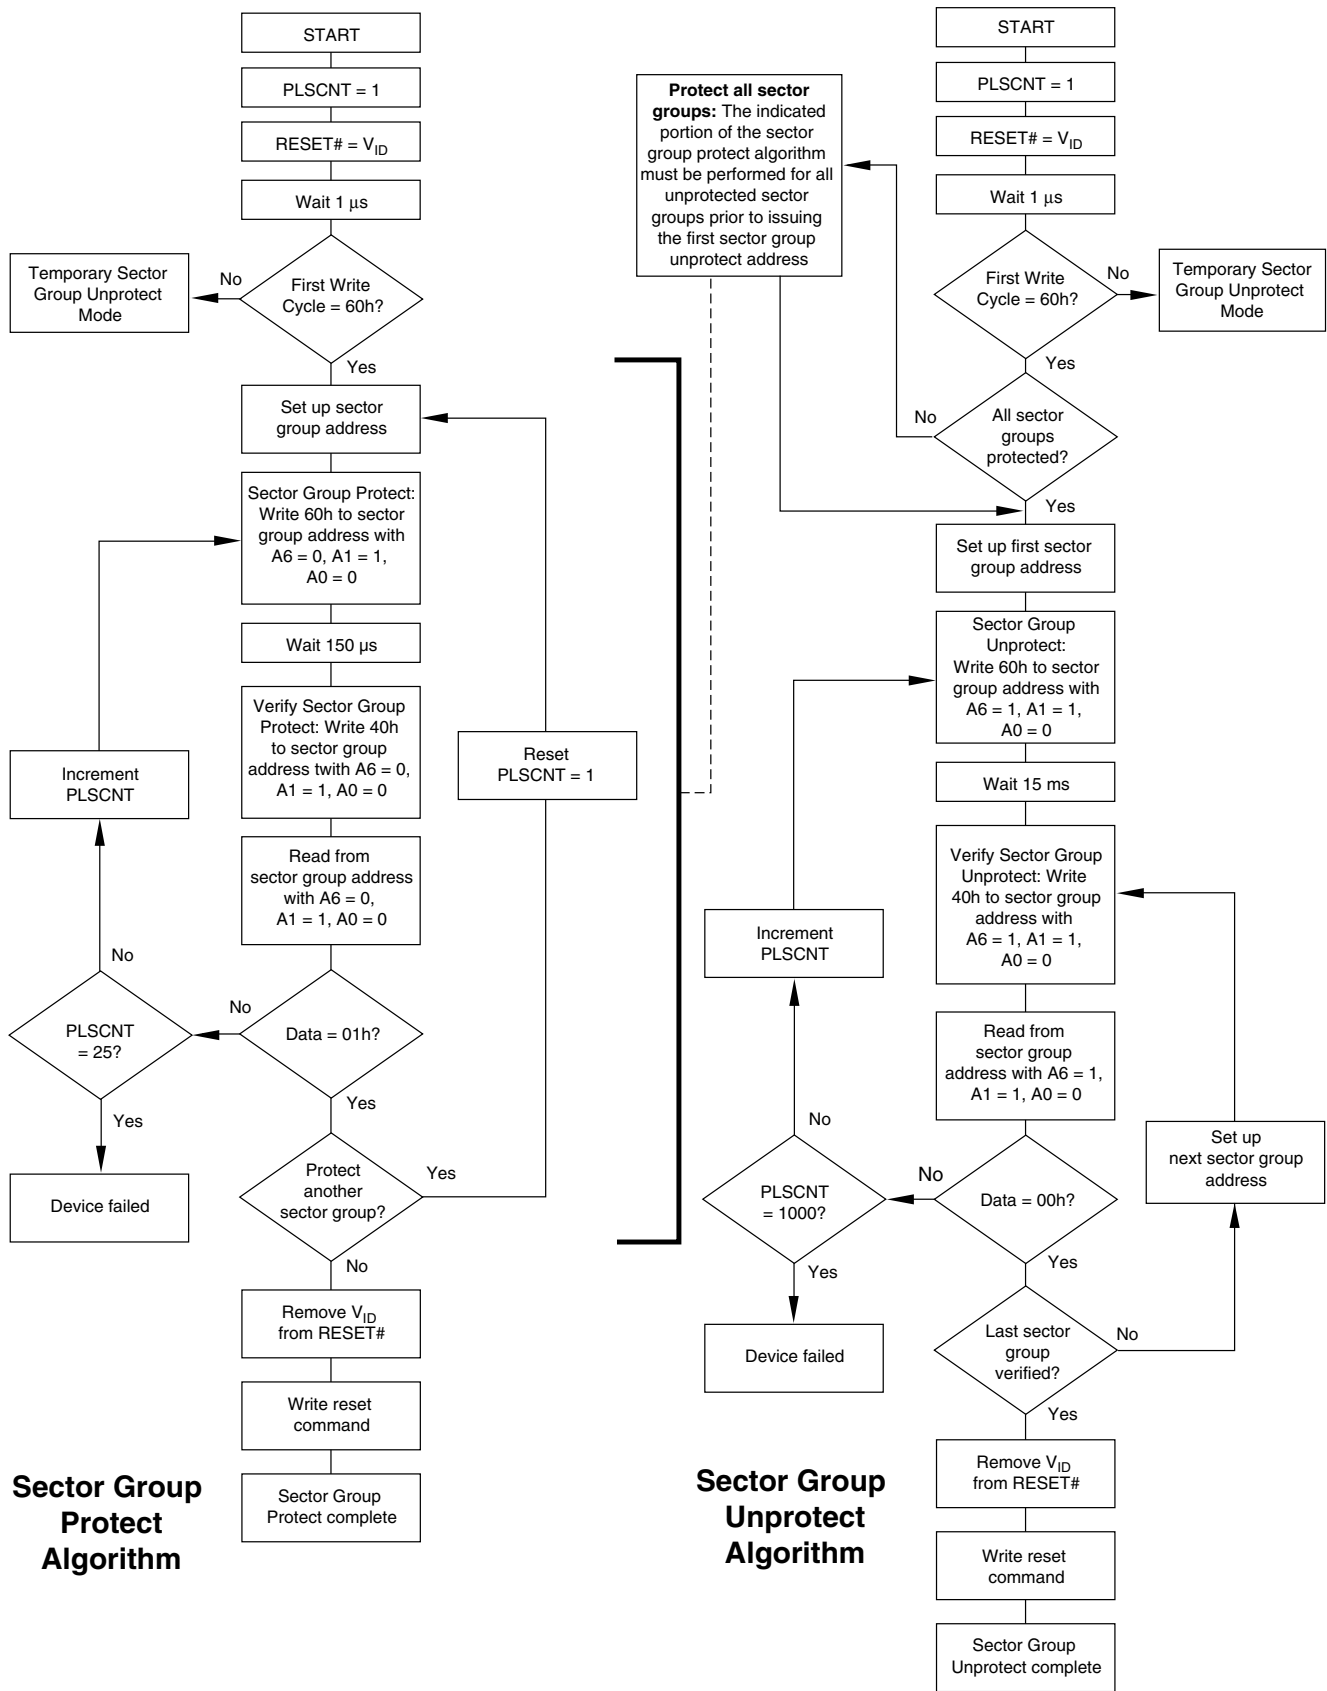 START
PLSCNT = 1
RESET# = VID
Wait 1 μs
First Write
Cycle = 60h?
No
Temporary Sector
Group Unprotect
Mode
Yes
Set up sector
group address
Sector Group Protect:
Write 60h to sector
group address with
A6 = 0, A1 = 1,
A0 = 0
Wait 150 µs
Verify Sector Group
Protect: Write 40h
to sector group
address twith A6 = 0,
A1 = 1, A0 = 0
Reset
PLSCNT = 1
Increment
PLSCNT
Read from
sector group address
with A6 = 0,
A1 = 1, A0 = 0
No
No
PLSCNT
= 25?
Data = 01h?
Yes
Yes
Device failed
Protect
another
sector group?
Yes
No
Remove VID
from RESET#
Write reset
command
Sector Group
Protect complete
Sector Group
Protect
Algorithm
Protect all sector
groups: The indicated
portion of the sector
group protect algorithm
must be performed for all
unprotected sector
groups prior to issuing
the first sector group
unprotect address
START
PLSCNT = 1
RESET# = VID
Wait 1 μs
First Write
Cycle = 60h?
No
Temporary Sector
Group Unprotect
Mode
Yes
No
All sector
groups
protected?
Yes
Set up first sector
group address
Sector Group
Unprotect:
Write 60h to sector
group address with
A6 = 1, A1 = 1,
A0 = 0
Wait 15 ms
Verify Sector Group
Unprotect: Write
40h to sector group
address with
A6 = 1, A1 = 1,
A0 = 0
Increment
PLSCNT
Read from
sector group
address with A6 = 1,
A1 = 1, A0 = 0
No
Set up
next sector group
address
No
PLSCNT
= 1000?
Data = 00h?
Yes
Yes
Device failed
Last sector
group
verified?
No
Yes
Remove VID
from RESET#
Write reset
command
Sector Group
Unprotect complete
Sector Group
Unprotect
Algorithm